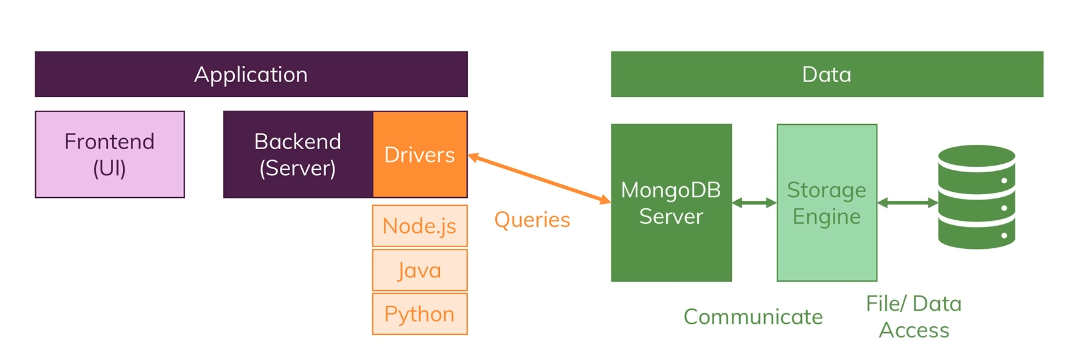 Application
Data
Frontend
(UI)
Backend
(Server)
Drivers
Node.js
Java
Python
Queries
MongoDB
Server
Storage
Engine
Communicate
File/ Data
Access